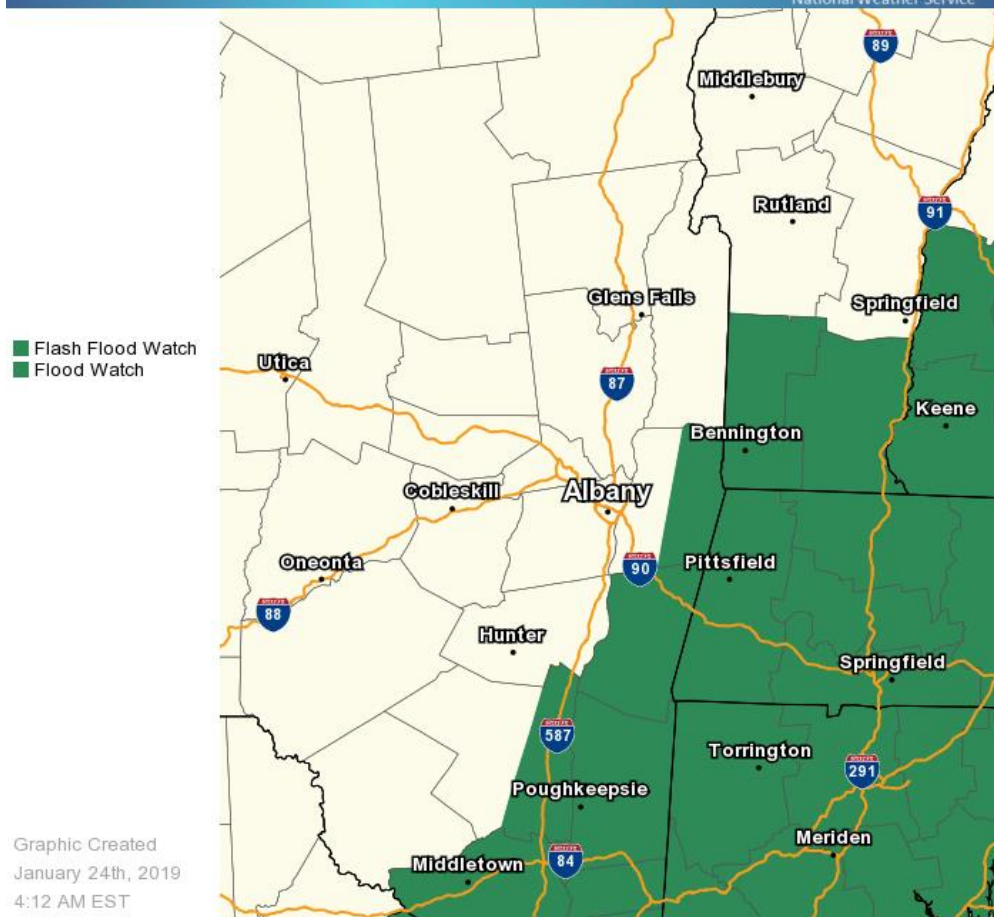 National Weather Service
89
Middlebury
Rutland
91
Glens Falls
Springfield
Flash Flood Watch
Flood Watch
Utica
87
Keene
Bennington
Cobleskill
Albany
Oneonta
90
Pittsfield
88
Hunter
Springfield
587
Torrington
291
Poughkeepsie
Meriden
84
Middletown
Graphic Created
January 24th, 2019
4:12 AM EST